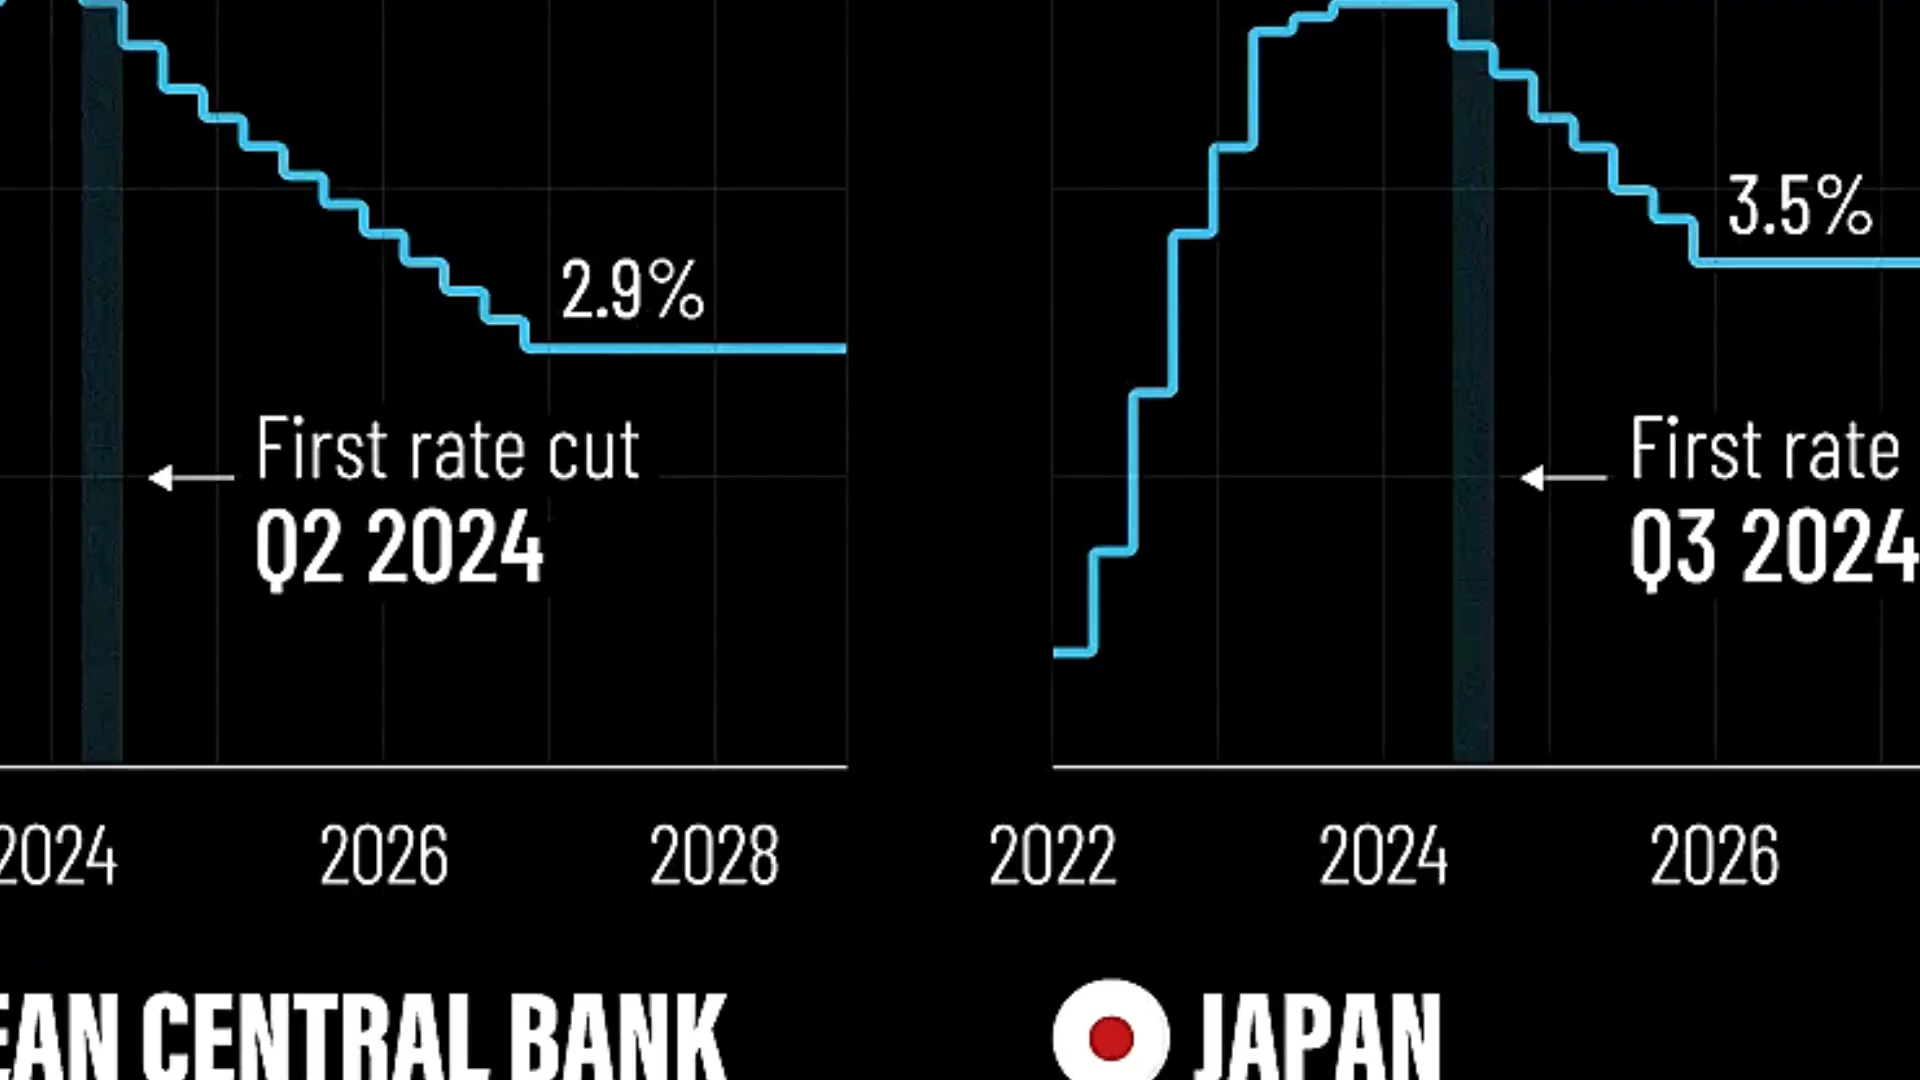 2.9%
First rate cut
Q2 2024
2024 2026 2028
3.5%
First rate
Q3 2024
2022 2024 2026
EAN CENTRAL BANK
JAPAN